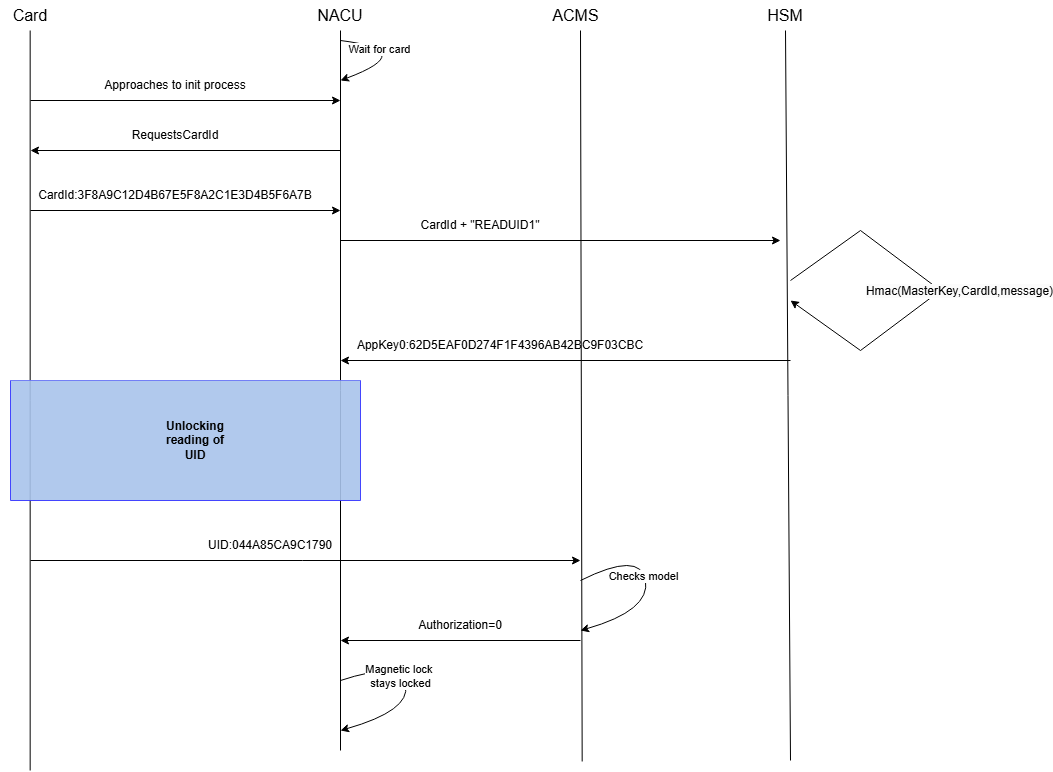 Card
NACU
ACMS
HSM
Wait for card
Approaches to init process
RequestsCardId
CardId:3F8A9C12D4B67E5F8A2C1E3D4B5F6A7B
CardId + "READUID1"
Hmac(MasterKey,CardId,message)
AppKey0:62D5EAF0D274F1F4396AB42BC9F03CBC
Unlocking
reading of
UID
UID:044A85CA9C1790
Checks model
Authorization=0
Magnetic lock
stays locked